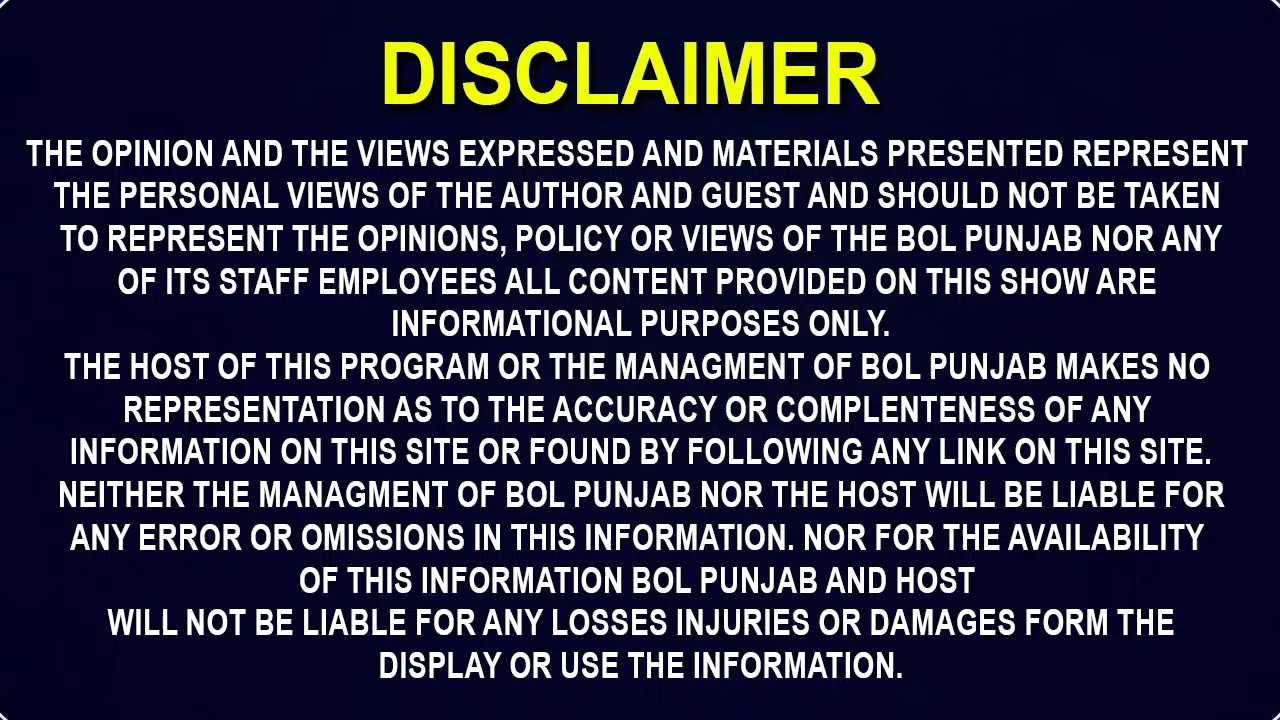 DISCLAIMER
THE OPINION AND THE VIEWS EXPRESSED AND MATERIALS PRESENTED REPRESENT
THE PERSONAL VIEWS OF THE AUTHOR AND GUEST AND SHOULD NOT BE TAKEN
TO REPRESENT THE OPINIONS, POLICY OR VIEWS OF THE BOL PUNJAB NOR ANY
OF ITS STAFF EMPLOYEES ALL CONTENT PROVIDED ON THIS SHOW ARE
INFORMATIONAL PURPOSES ONLY.
THE HOST OF THIS PROGRAM OR THE MANAGMENT OF BOL PUNJAB MAKES NO
REPRESENTATION AS TO THE ACCURACY OR COMPLENTENESS OF ANY
INFORMATION ON THIS SITE OR FOUND BY FOLLOWING ANY LINK ON THIS SITE.
NEITHER THE MANAGMENT OF BOL PUNJAB NOR THE HOST WILL BE LIABLE FOR
ANY ERROR OR OMISSIONS IN THIS INFORMATION. NOR FOR THE AVAILABILITY
OF THIS INFORMATION BOL PUNJAB AND HOST
WILL NOT BE LIABLE FOR ANY LOSSES INJURIES OR DAMAGES FORM THE
DISPLAY OR USE THE INFORMATION.